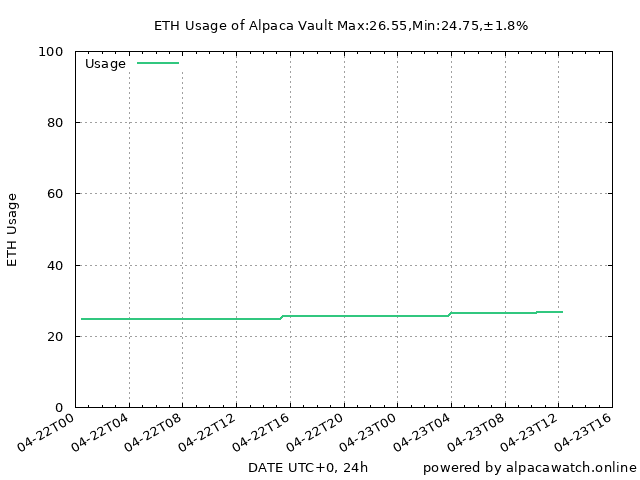 ETH Usage of Alpaca Vault Max:26.55,Min:24.75,±1.8%
Usage
ETH Usage
100
80
60
40
20
0
04-22T00
04-22T04
04-22T08
04-22T12
04-22T16
04-22T20
04-23T00
04-23T04
04-23T08
04-23T12
04-23T16
DATE UTC+0, 24h
powered by alpacawatch.online